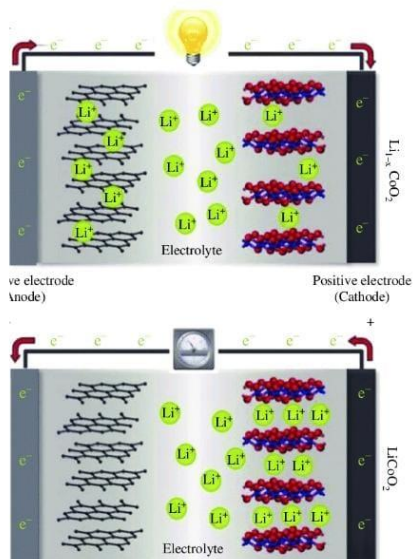 e⁻ e⁻ e⁻ e⁻ e⁻ e⁻
e⁻ e⁻
e⁻ e⁻
e⁻ e⁻
Li⁺ Li⁺ Li⁺ Li⁺
Li⁺ Li⁺
Li⁺ Li⁺ Li⁺
Li⁺ Li⁺
Li⁺ Li⁺ Li⁺ Li⁺
Li₁₋ₓ CoO₂
Electrolyte
ve electrode
Anode)
Positive electrode
(Cathode)
+
e⁻ e⁻ e⁻ e⁻ e⁻ e⁻
e⁻ e⁻
e⁻ e⁻
e⁻ e⁻
Li⁺ Li⁺ Li⁺ Li⁺ Li⁺
Li⁺ Li⁺ Li⁺ Li⁺
Li⁺
Li⁺ Li⁺ Li⁺ Li⁺ Li⁺
LiCoO₂
Electrolyte